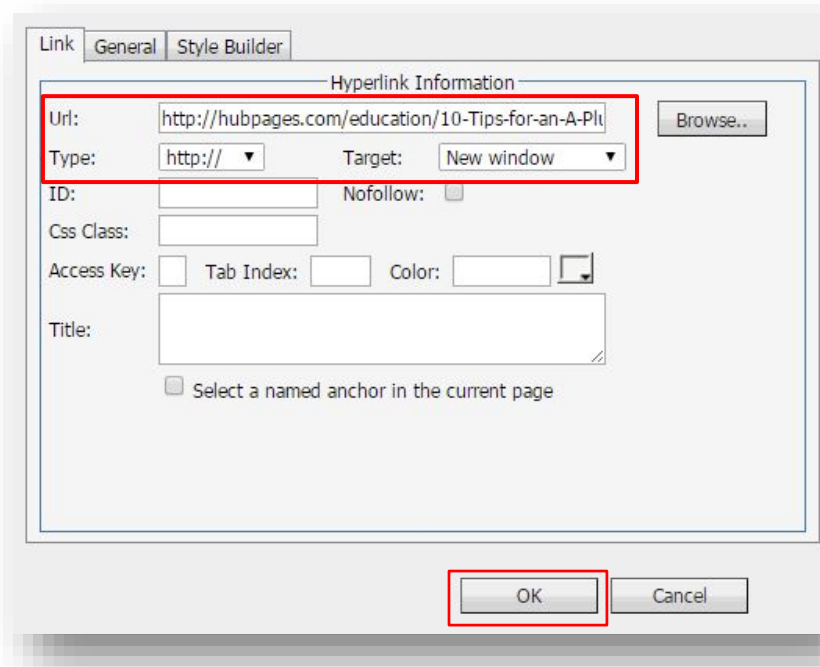 Link General Style Builder
Hyperlink Information
Url: http://hubpages.com/education/10-Tips-for-an-A-Plu Browse..
Type: http:// Target: New window
ID: Nofollow:
Css Class:
Access Key: Tab Index: Color:
Title:
Select a named anchor in the current page
OK Cancel